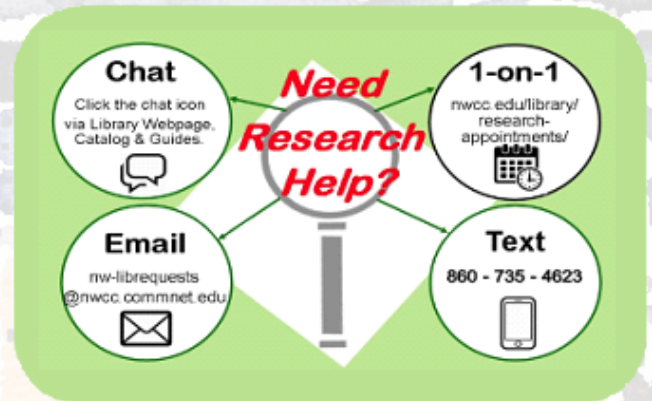 Need
Research
Help?
Chat
Click the chat icon
via Library Webpage,
Catalog & Guides.
1-on-1
nwcc.edu/library/
research-
appointments/
Email
nw-librequests
@nwcc.commnet.edu
Text
860 - 735 - 4623